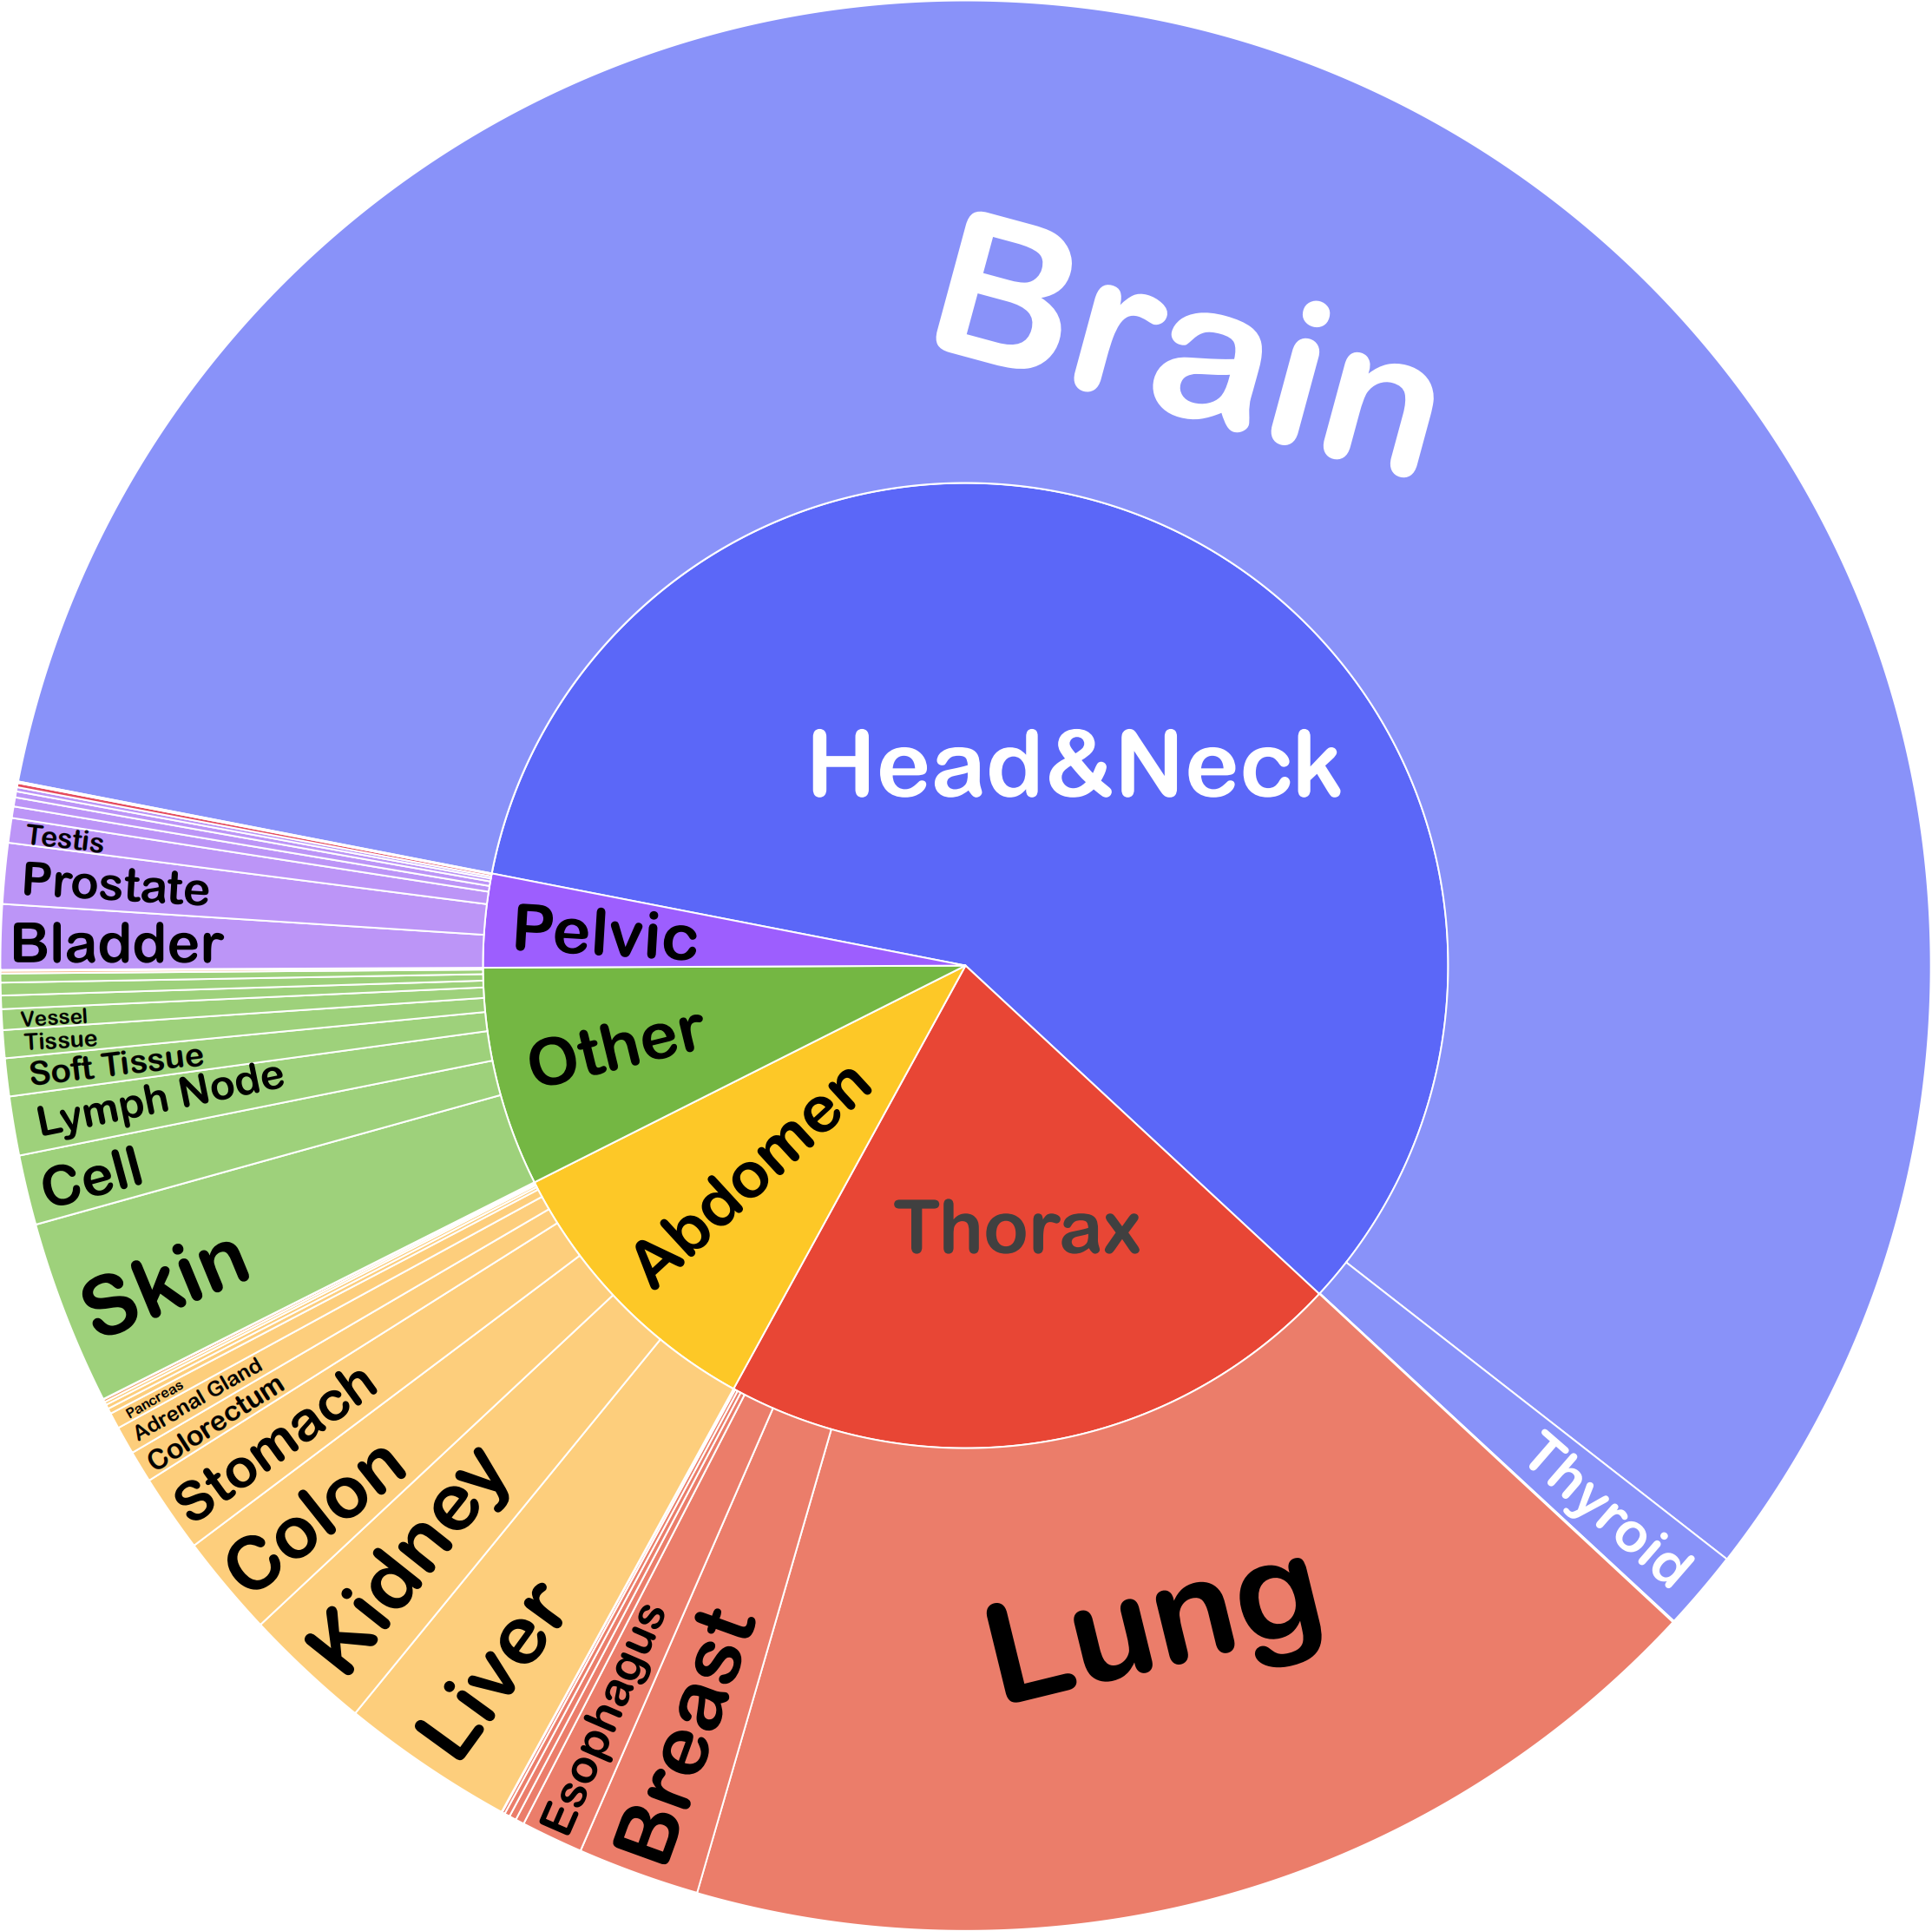 Brain
Head&Neck
Testis
Prostate
Bladder
Pelvic
Vessel
Tissue
Soft Tissue
Lymph Node
Cell
Skin
Other
Abdomen
Thorax
Pancreas
Adrenal Gland
Colorectum
Stomach
Colon
Kidney
Liver
Esophagus
Breast
Lung
Thyroid